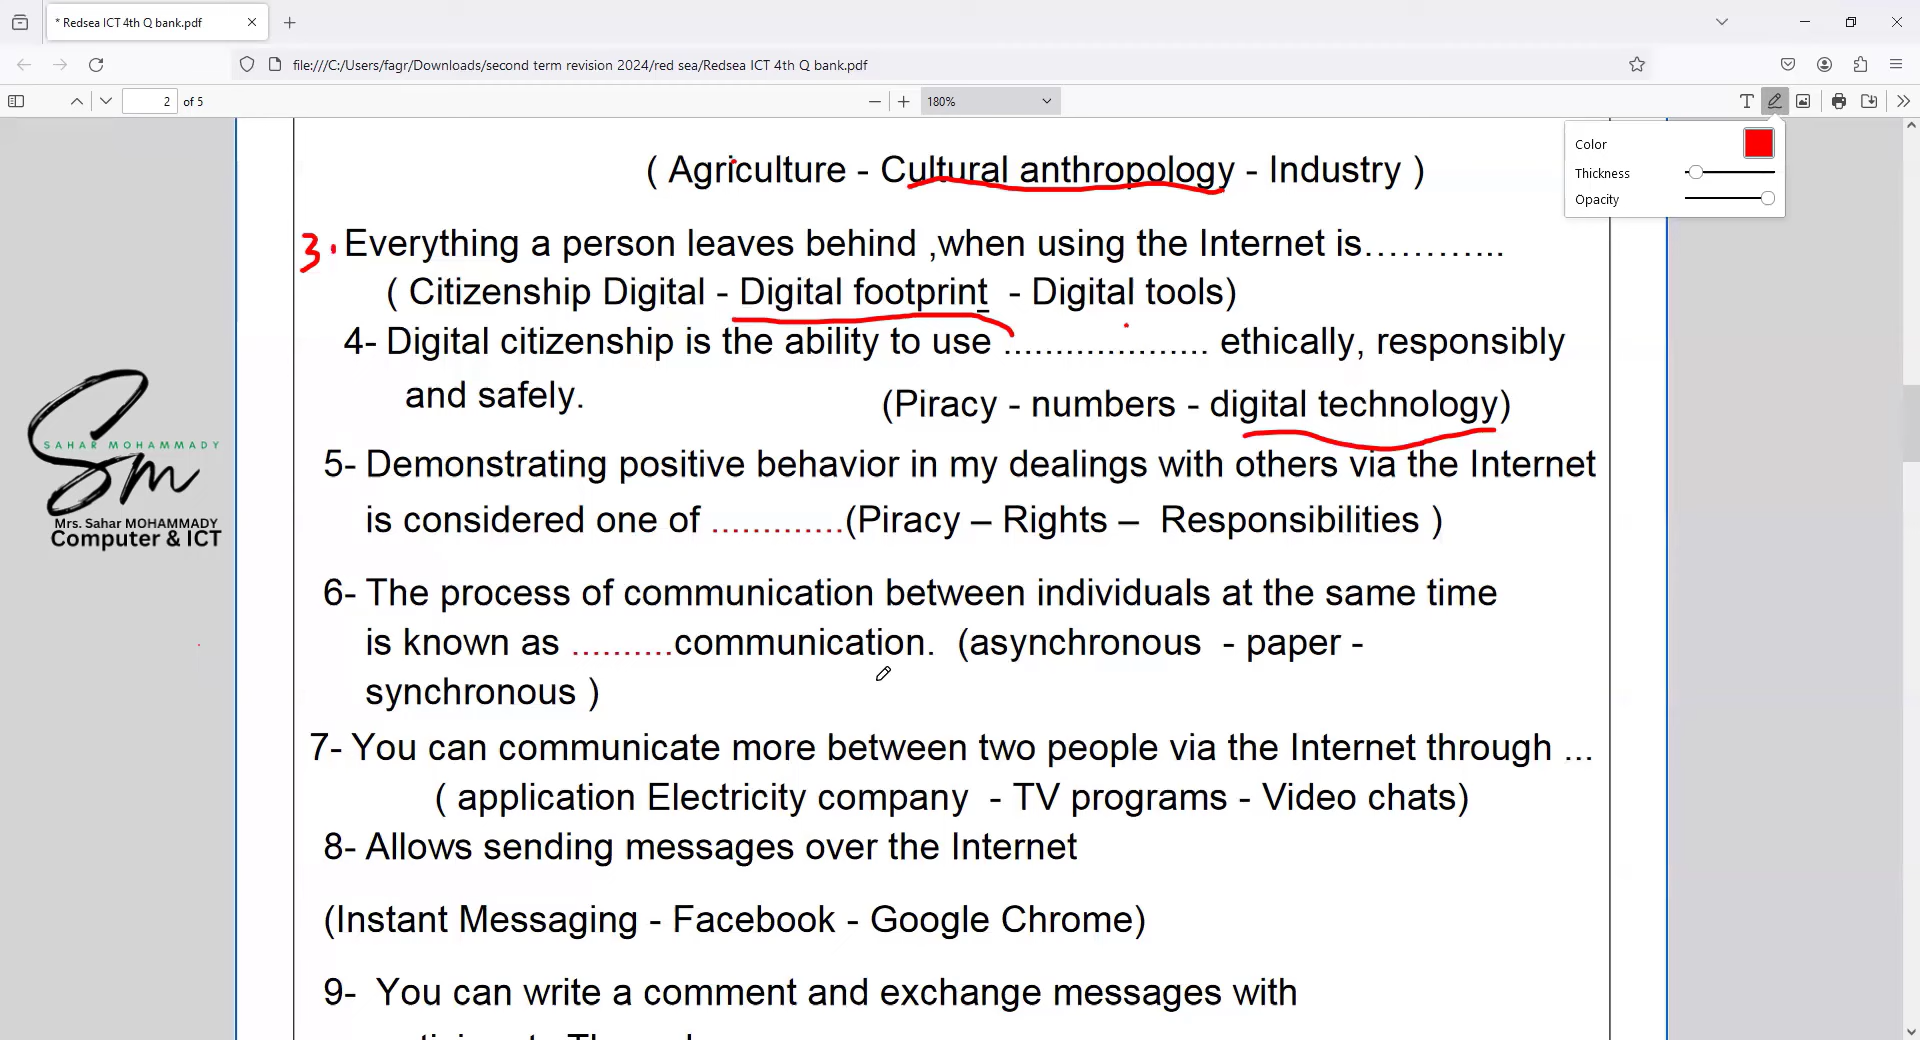 * Redsea ICT 4th Q bank.pdf
file:///C:/Users/fagr/Downloads/second term revision 2024/red sea/Redsea ICT 4th Q bank.pdf
2 of 5
180%
Color
Thickness
Opacity
( Agriculture - Cultural anthropology - Industry )
3. Everything a person leaves behind ,when using the Internet is…………..
( Citizenship Digital - Digital footprint - Digital tools)
4- Digital citizenship is the ability to use ..................... ethically, responsibly
and safely. (Piracy - numbers - digital technology)
5- Demonstrating positive behavior in my dealings with others via the Internet
is considered one of .............(Piracy – Rights – Responsibilities )
6- The process of communication between individuals at the same time
is known as ..........communication. (asynchronous - paper -
synchronous )
7- You can communicate more between two people via the Internet through ...
( application Electricity company - TV programs - Video chats)
8- Allows sending messages over the Internet
(Instant Messaging - Facebook - Google Chrome)
9- You can write a comment and exchange messages with
SAHAR MOHAMMADY
Sm
Mrs. Sahar MOHAMMADY
Computer & ICT